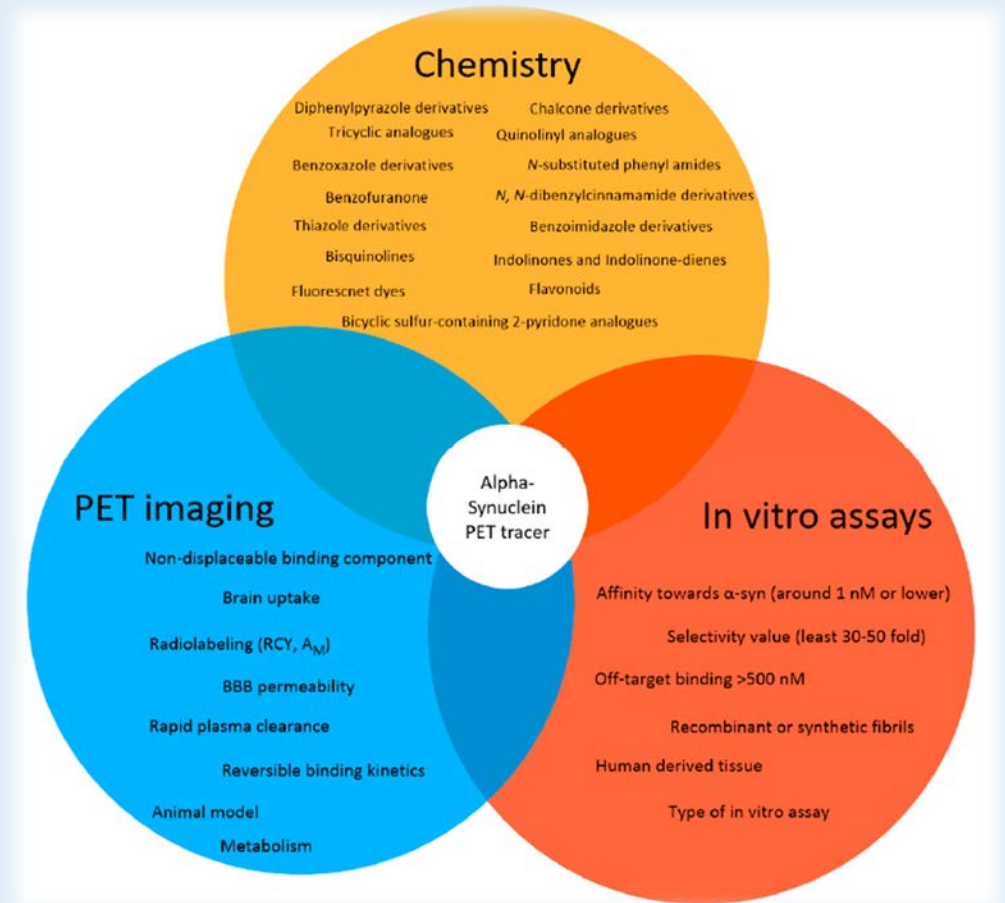 Chemistry
Diphenylpyrazole derivatives
Chalcone derivatives
Tricyclic analogues
Quinolinyl analogues
Benzoxazole derivatives
N-substituted phenyl amides
Benzofuranone
N, N-dibenzylcinnamamide derivatives
Thiazole derivatives
Benzoimidazole derivatives
Bisquinolines
Indolinones and Indolinone-dienes
Fluorescnet dyes
Flavonoids
Bicyclic sulfur-containing 2-pyridone analogues
Alpha-
Synuclein
PET tracer
PET imaging
Non-displaceable binding component
Brain uptake
Radiolabeling (RCY, AM)
BBB permeability
Rapid plasma clearance
Reversible binding kinetics
Animal model
Metabolism
In vitro assays
Affinity towards α-syn (around 1 nM or lower)
Selectivity value (least 30-50 fold)
Off-target binding >500 nM
Recombinant or synthetic fibrils
Human derived tissue
Type of in vitro assay